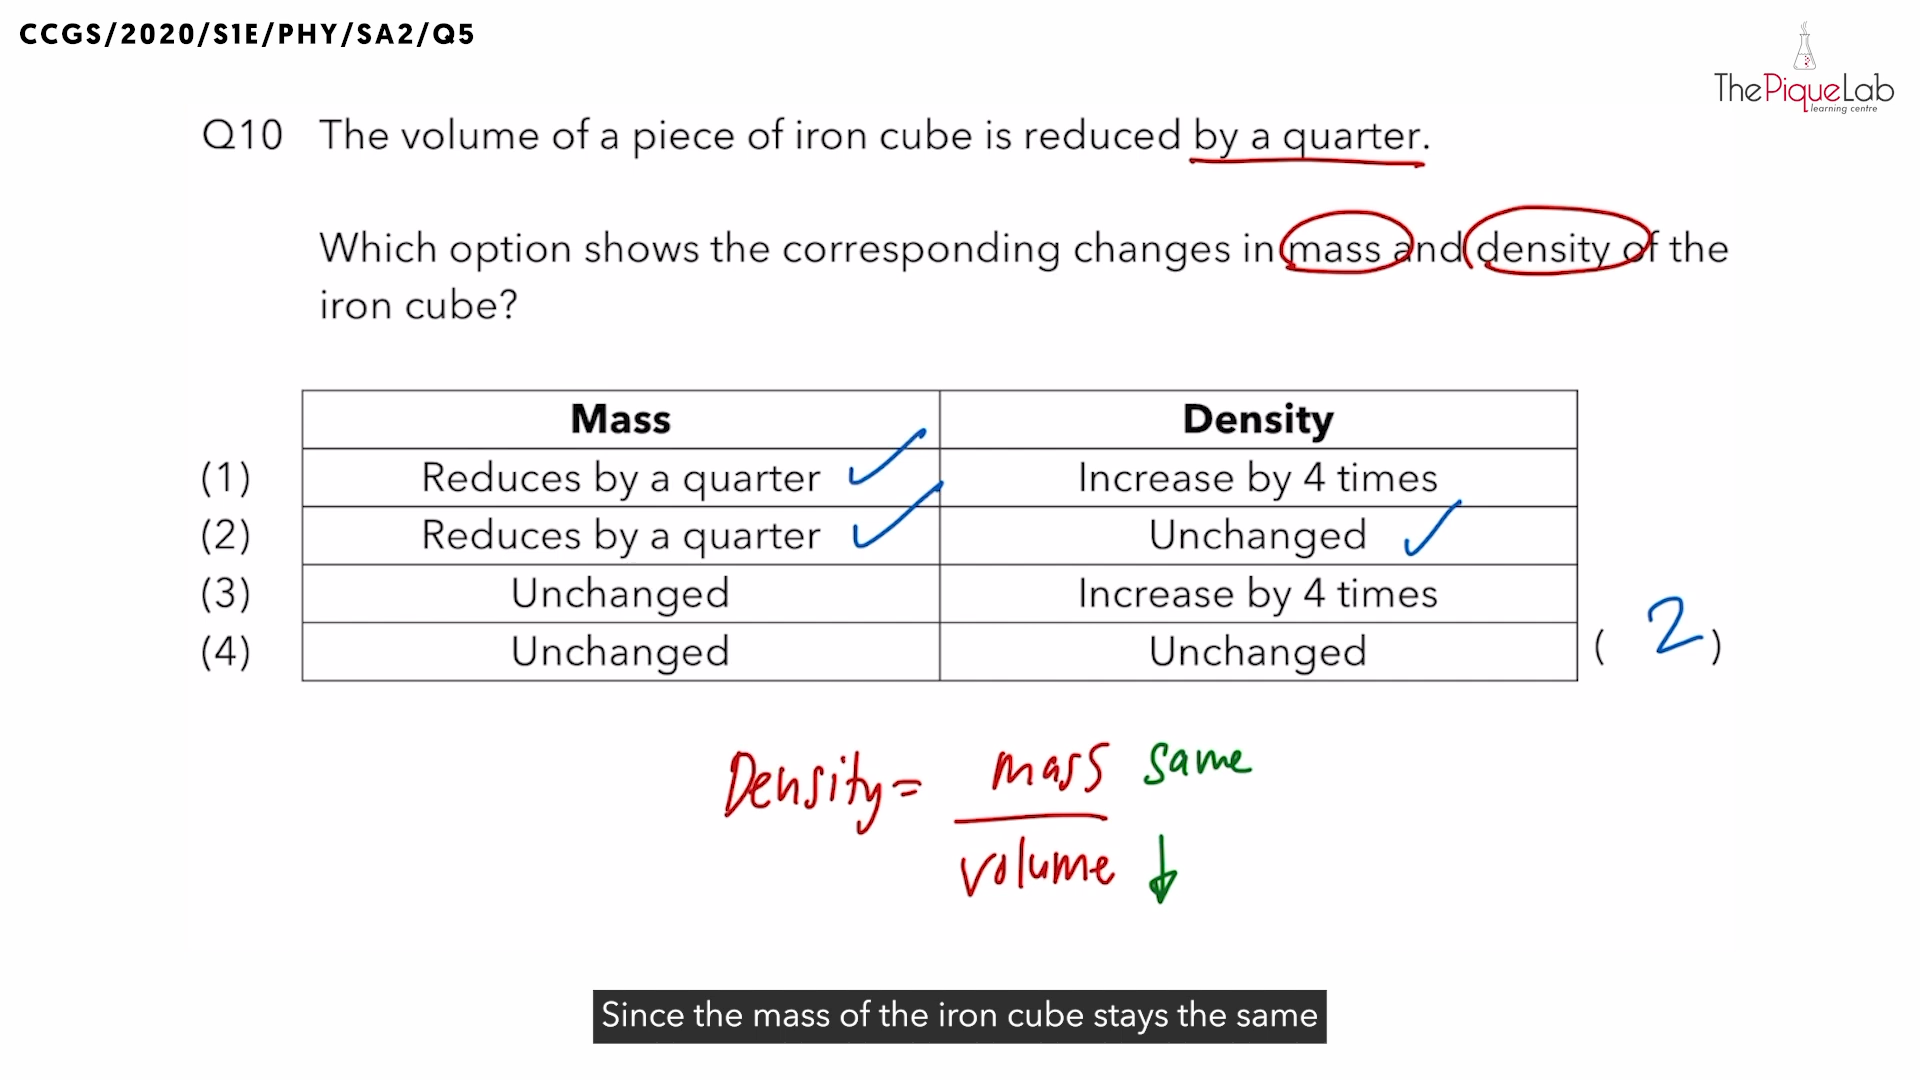 CCGS/2020/S1E/PHY/SA2/Q5
ThePiqueLab
learning centre
Q10 The volume of a piece of iron cube is reduced by a quarter.
Which option shows the corresponding changes in mass and density of the
iron cube?
Mass Density
(1) Reduces by a quarter Increase by 4 times
(2) Reduces by a quarter Unchanged
(3) Unchanged Increase by 4 times
(4) Unchanged Unchanged ( 2 )
Density = mass same
volume ↓
Since the mass of the iron cube stays the same